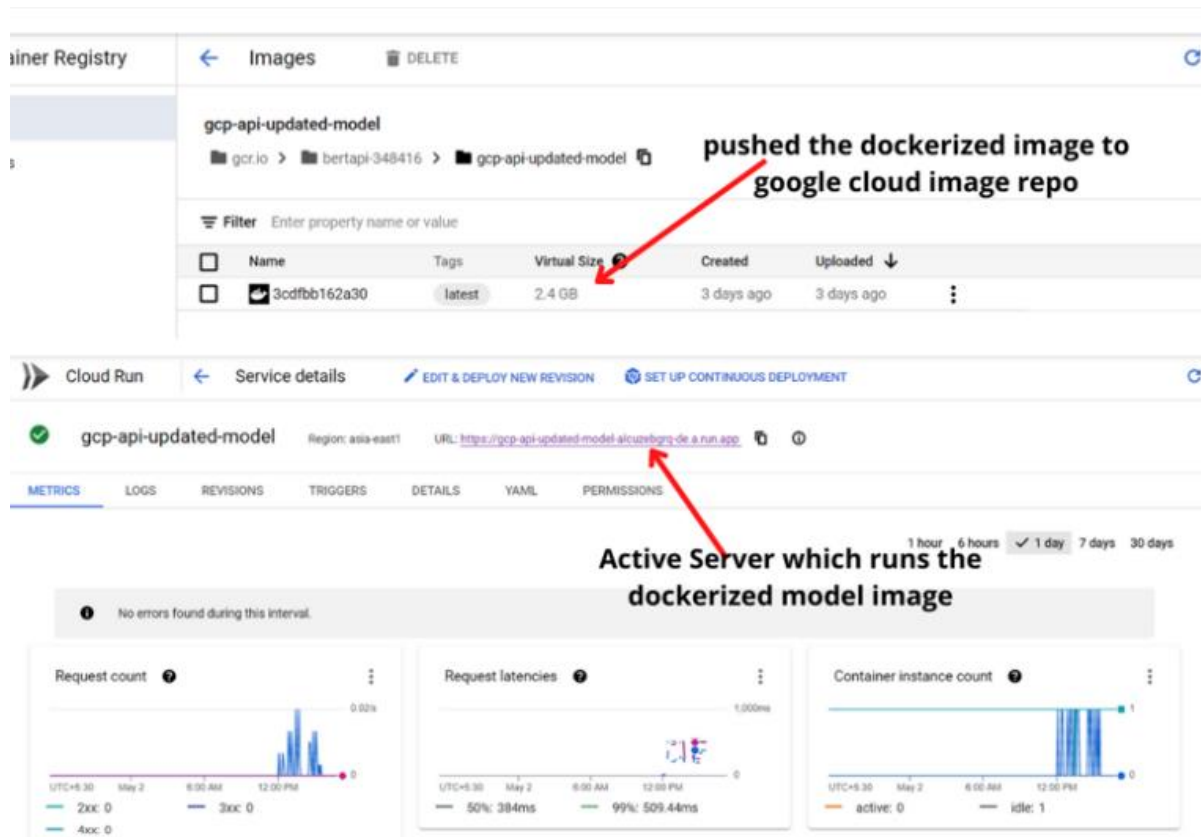 ainer Registry
Images
DELETE
gcp-api-updated-model
gcr.io > bertapi-348416 > gcp-api-updated-model
pushed the dockerized image to
google cloud image repo
Filter Enter property name or value
Name Tags Virtual Size Created Uploaded
3cdfbb162a30 latest 2.4 GB 3 days ago 3 days ago
Cloud Run
Service details
EDIT & DEPLOY NEW REVISION
SET UP CONTINUOUS DEPLOYMENT
gcp-api-updated-model Region: asia-east1 URL:
METRICS LOGS REVISIONS TRIGGERS DETAILS YAML PERMISSIONS
1 hour 6 hours 1 day 7 days 30 days
Active Server which runs the
dockerized model image
No errors found during this interval.
Request count
0.02/s
0
UTC+5:30 May 2 6:00 AM 12:00 PM
2xx: 0 3xx: 0
4xx: 0
Request latencies
1,000ms
0
UTC+5:30 May 2 6:00 AM 12:00 PM
50%: 384ms 99%: 509.44ms
Container instance count
1
0
UTC+5:30 May 2 6:00 AM 12:00 PM
active: 0 idle: 1